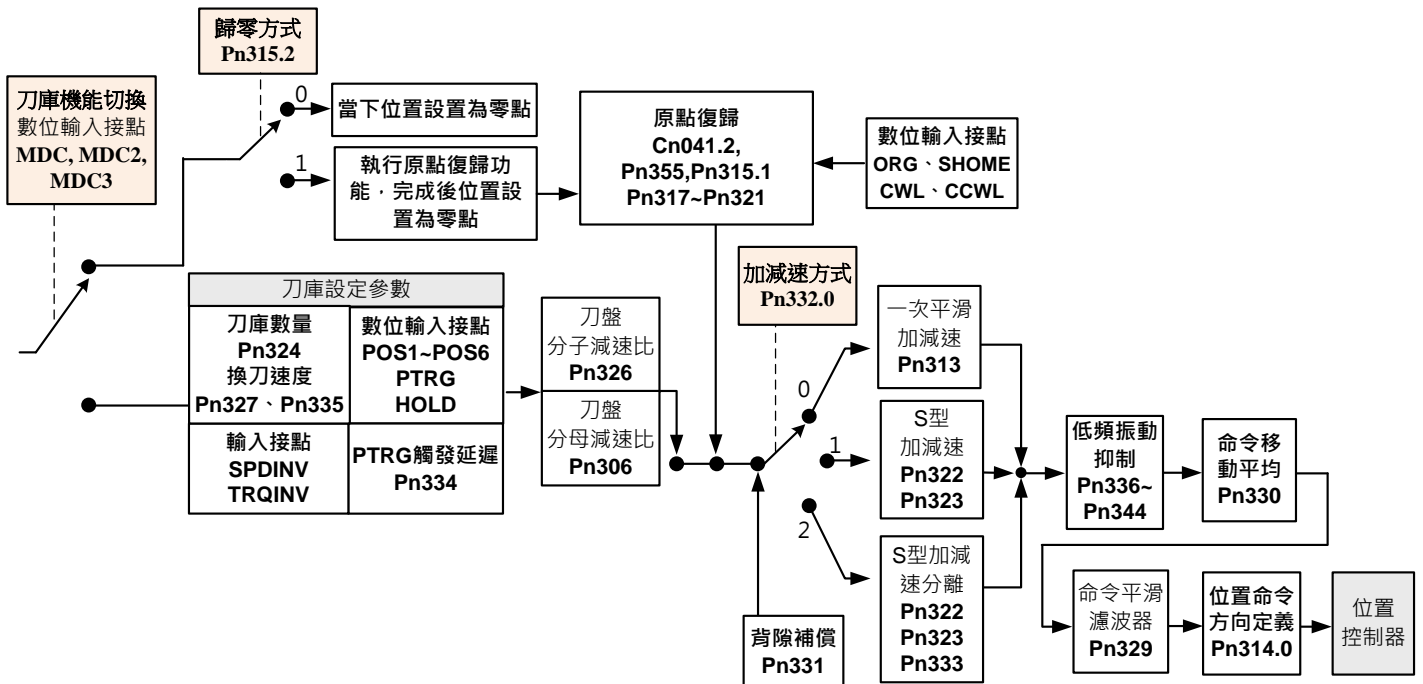 歸零方式
Pn315.2
刀庫機能切換
數位輸入接點
MDC, MDC2,
MDC3
0
當下位置設置為零點
1
執行原點復歸功
能，完成後位置設
置為零點
原點復歸
Cn041.2,
Pn355,Pn315.1
Pn317~Pn321
數位輸入接點
ORG、SHOME
CWL、CCWL
刀庫設定參數
刀庫數量
Pn324
換刀速度
Pn327、Pn335
數位輸入接點
POS1~POS6
PTRG
HOLD
輸入接點
SPDINV
TRQINV
PTRG觸發延遲
Pn334
刀盤
分子減速比
Pn326
刀盤
分母減速比
Pn306
加減速方式
Pn332.0
0
1
2
一次平滑
加減速
Pn313
S型
加減速
Pn322
Pn323
S型加減
速分離
Pn322
Pn323
Pn333
背隙補償
Pn331
低頻振動
抑制
Pn336~
Pn344
命令移
動平均
Pn330
命令平滑
濾波器
Pn329
位置命令
方向定義
Pn314.0
位置
控制器